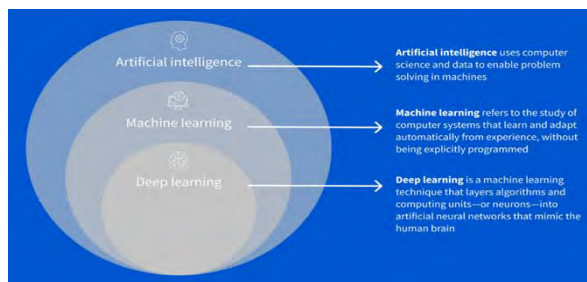 Artificial intelligence
Artificial intelligence uses computer
science and data to enable problem
solving in machines
Machine learning
Machine learning refers to the study of
computer systems that learn and adapt
automatically from experience, without
being explicitly programmed
Deep learning
Deep learning is a machine learning
technique that layers algorithms and
computing units—or neurons—into
artificial neural networks that mimic the
human brain